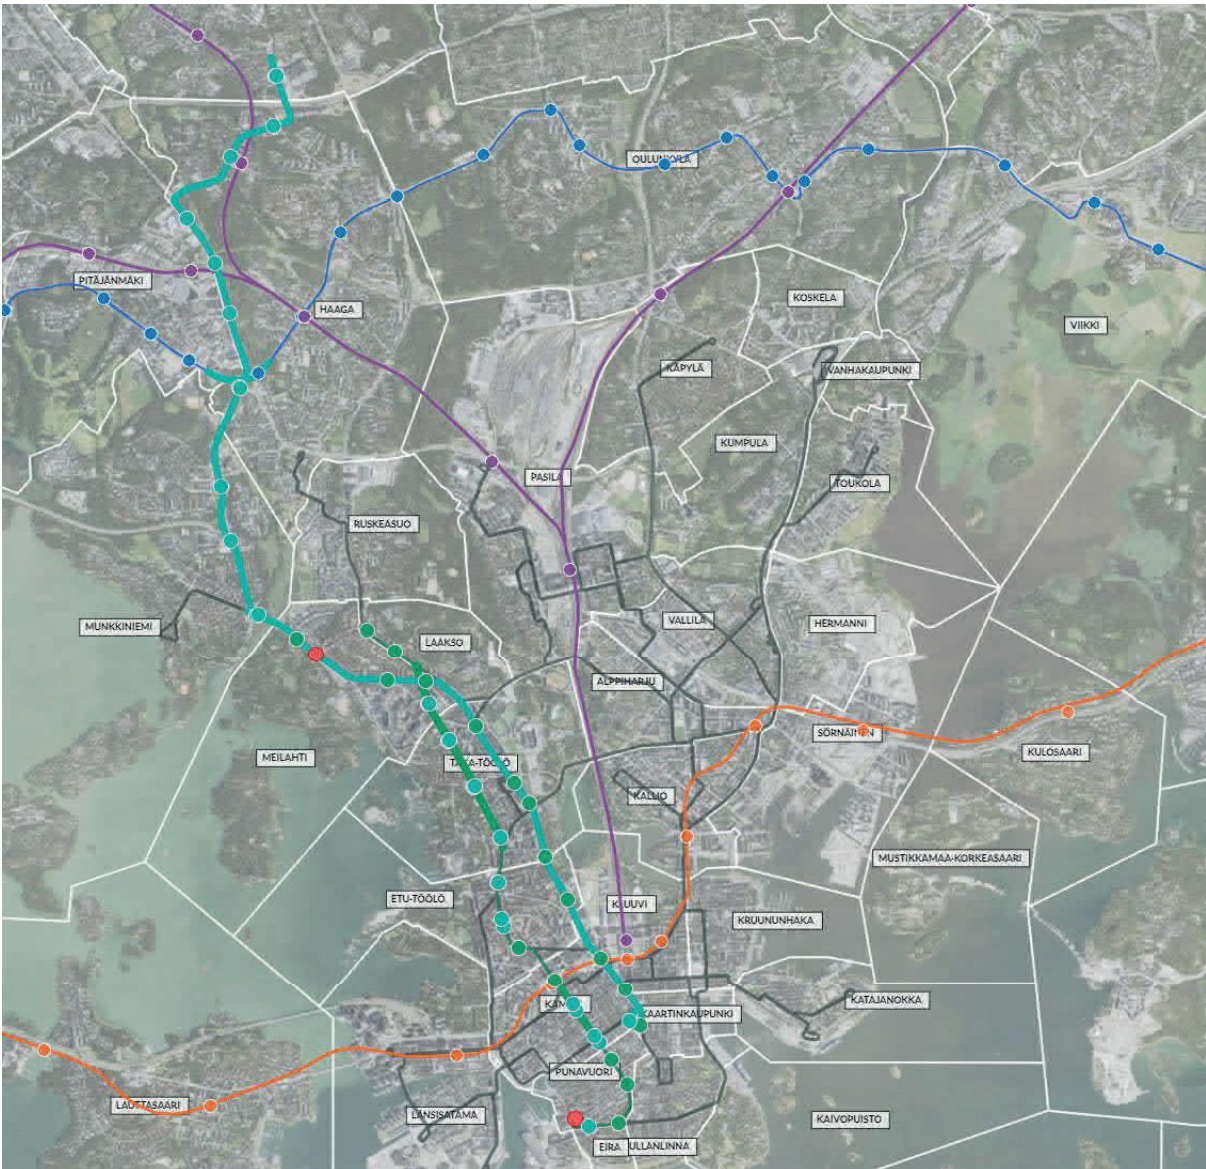 OULUNKYLÄ
PITÄJÄNMÄKI
KOSKELA
HAAGA
VIIKKI
KÄPYLÄ
VANHAKAUPUNKI
KUMPULA
PASILA
TOUKOLA
RUSKEASUO
VALLILA
MUNKKINIEMI
HERMANNI
LAAKSO
ALPPIHARJU
SÖRNÄINEN
KULOSAARI
MEILAHTI
TAKA-TÖÖLÖ
KALLIO
MUSTIKKAMAA-KORKEASAARI
ETU-TÖÖLÖ
KLUUVI
KRUUNUNHAKA
KATAJANOKKA
KAMPPI
KAARTINKAUPUNKI
PUNAVUORI
LAUTTASAARI
LÄNSISATAMA
KAIVOPUISTO
EIRA
ULLANLINNA